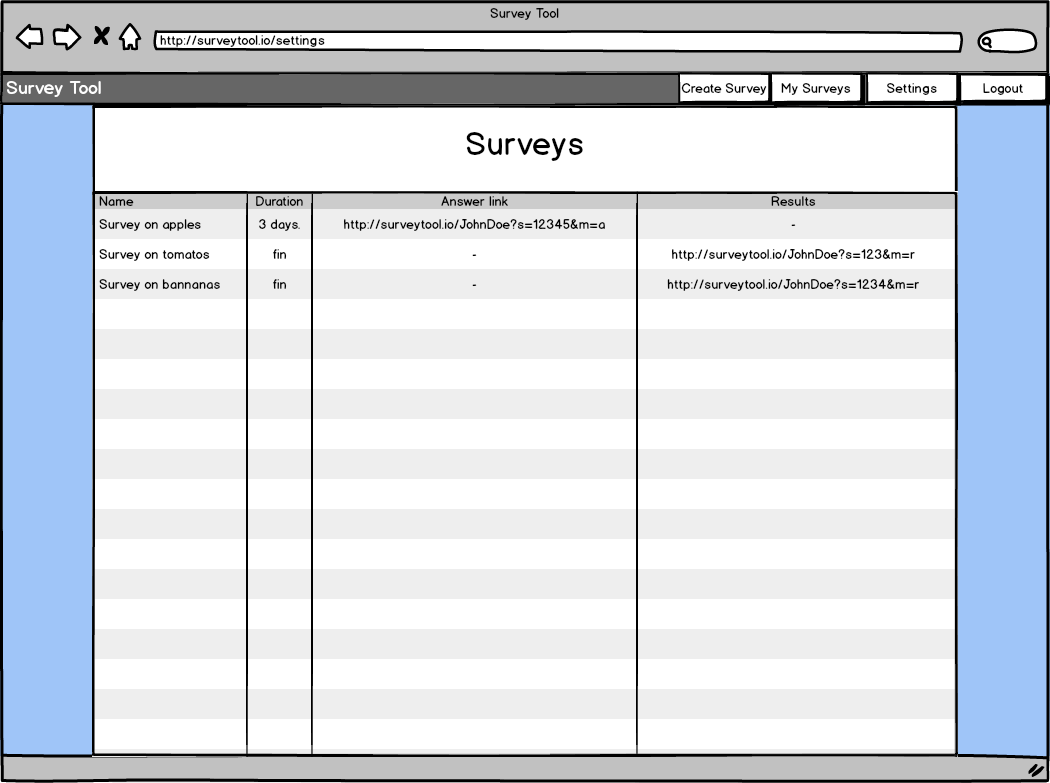 Survey Tool
http://surveytool.io/settings
Survey Tool Create Survey My Surveys Settings Logout
Surveys
Name Duration Answer link Results
Survey on apples 3 days. http://surveytool.io/JohnDoe?s=12345&m=a -
Survey on tomatos fin - http://surveytool.io/JohnDoe?s=123&m=r
Survey on bannanas fin - http://surveytool.io/JohnDoe?s=1234&m=r